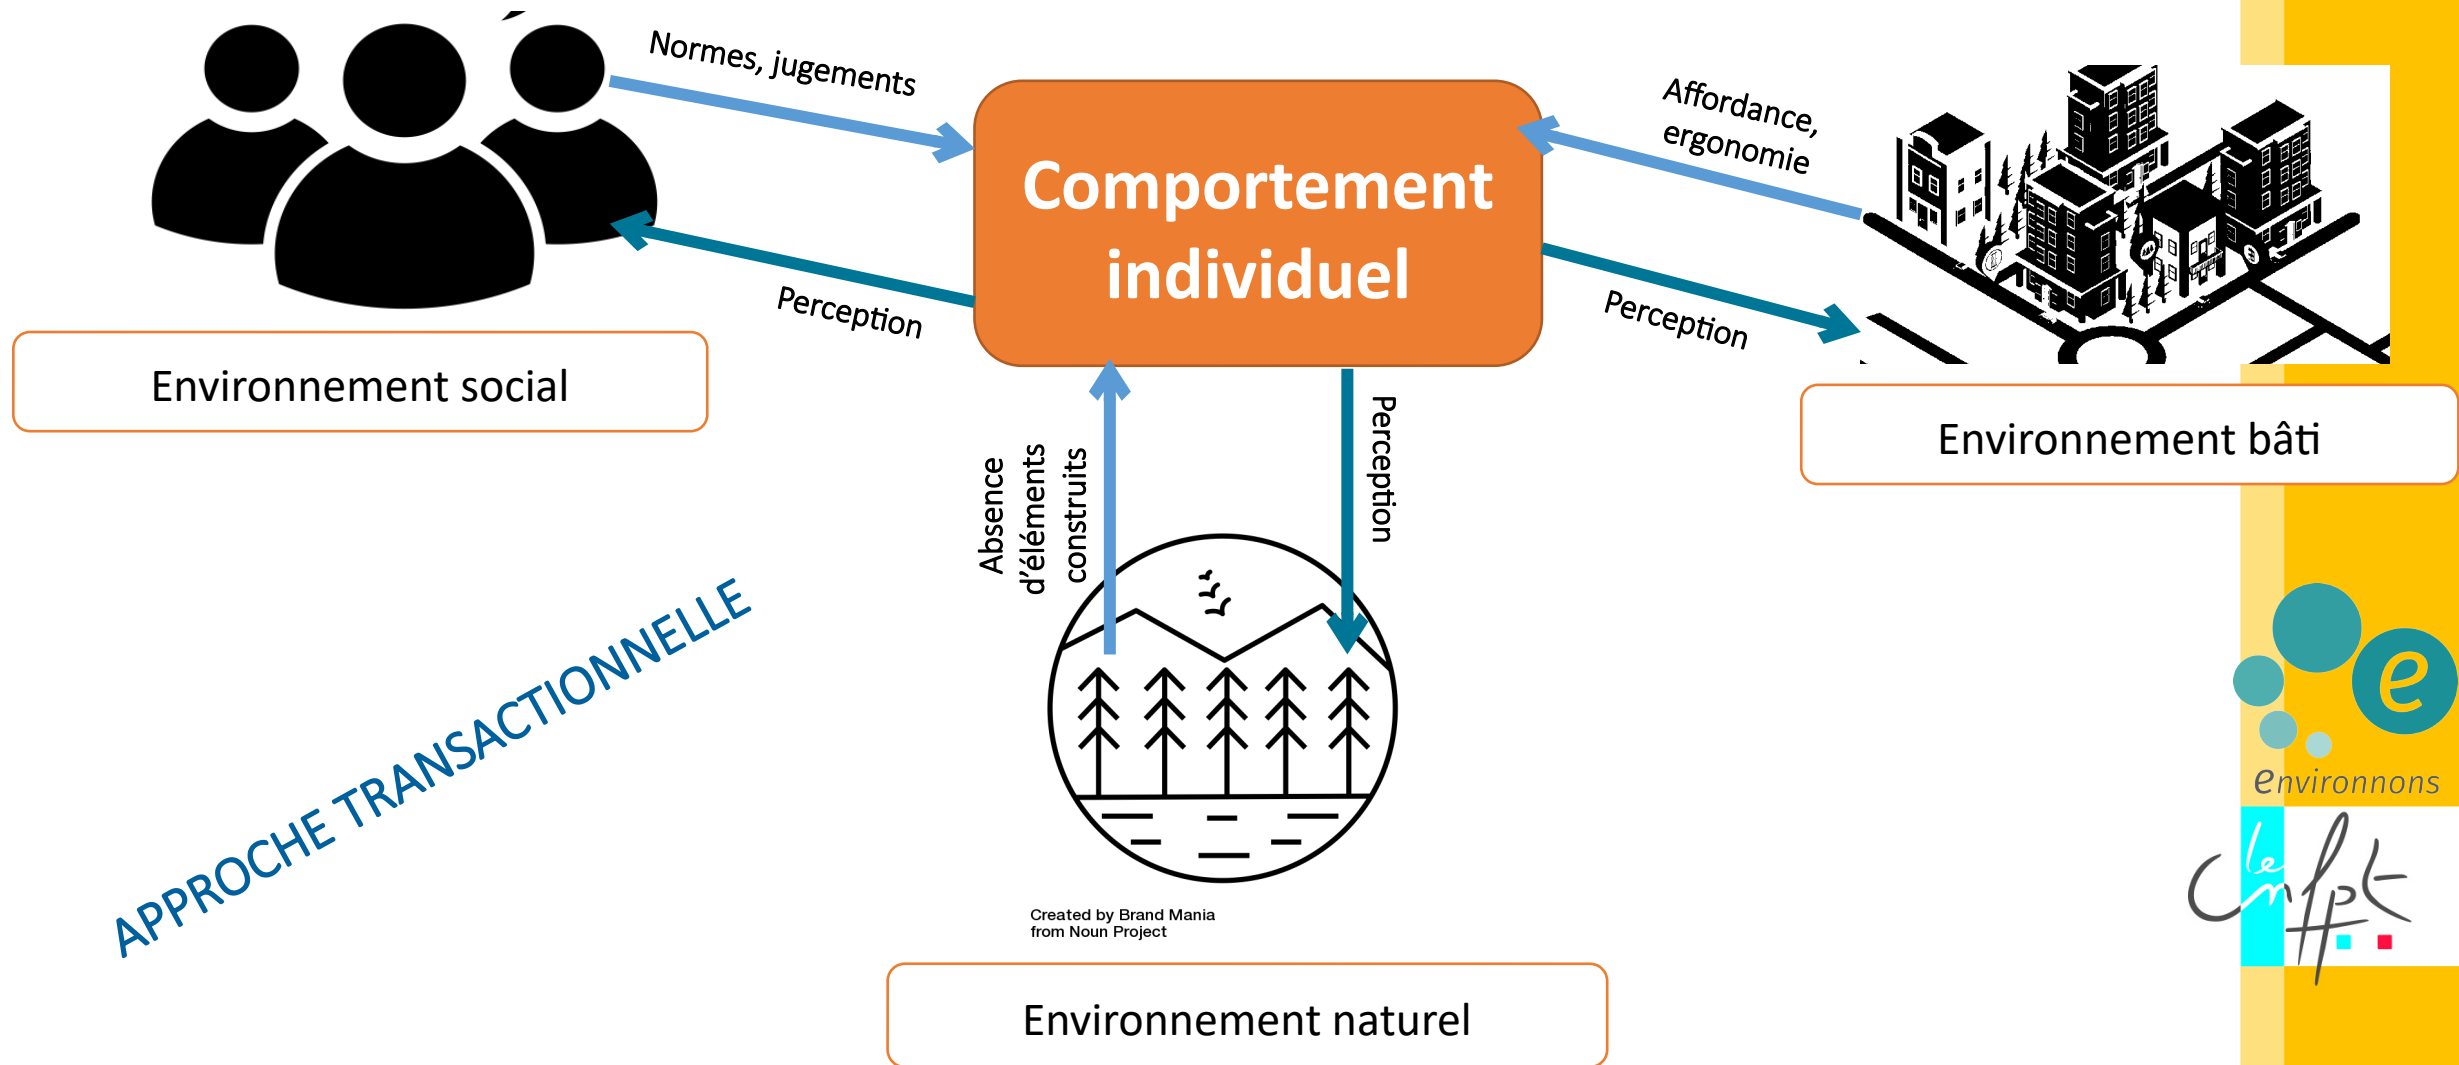 Normes, jugements
Affordance,
ergonomie
Comportement
individuel
Perception
Perception
Environnement social
Environnement bâti
Absence
d'éléments
construits
Perception
APPROCHE TRANSACTIONNELLE
e
environnons
le
cnfpt
Created by Brand Mania
from Noun Project
Environnement naturel